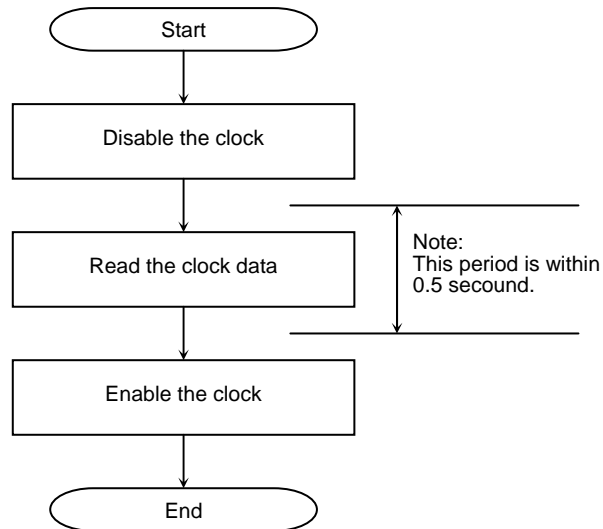 Start
Disable the clock
Read the clock data
Note:
This period is within
0.5 secound.
Enable the clock
End